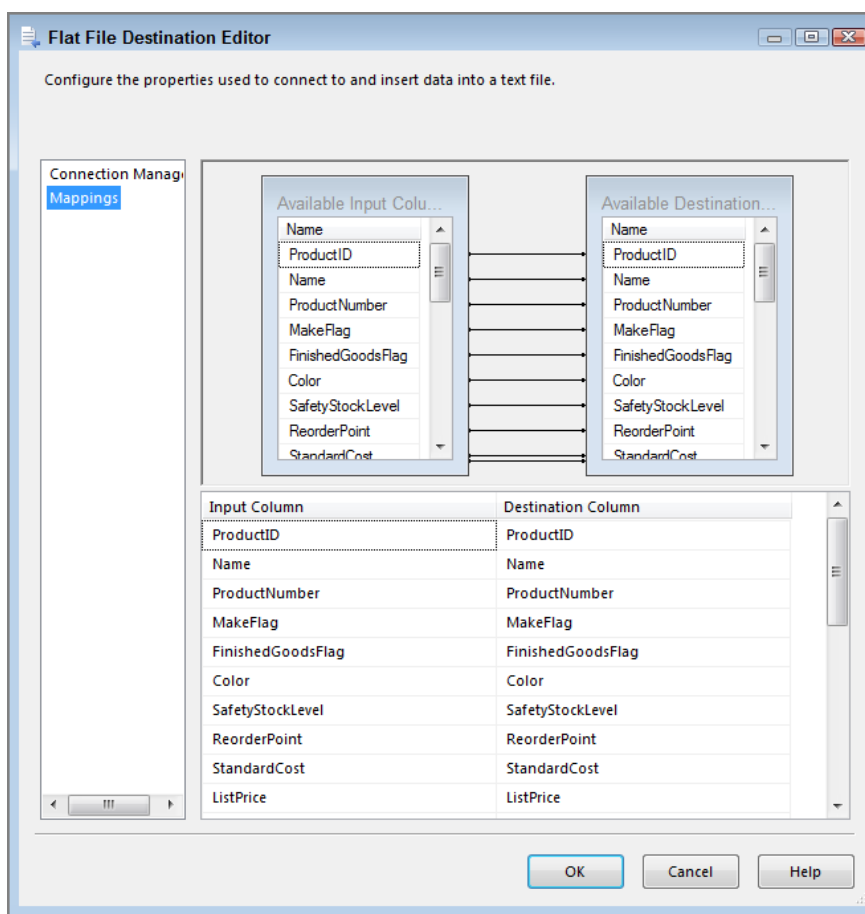 Flat File Destination Editor
Configure the properties used to connect to and insert data into a text file.
Connection Manag
Mappings
Available Input Colu...
Name
ProductID
Name
ProductNumber
MakeFlag
FinishedGoodsFlag
Color
SafetyStockLevel
ReorderPoint
StandardCost
Available Destination...
Name
ProductID
Name
ProductNumber
MakeFlag
FinishedGoodsFlag
Color
SafetyStockLevel
ReorderPoint
StandardCost
Input Column Destination Column
ProductID ProductID
Name Name
ProductNumber ProductNumber
MakeFlag MakeFlag
FinishedGoodsFlag FinishedGoodsFlag
Color Color
SafetyStockLevel SafetyStockLevel
ReorderPoint ReorderPoint
StandardCost StandardCost
ListPrice ListPrice
OK Cancel Help